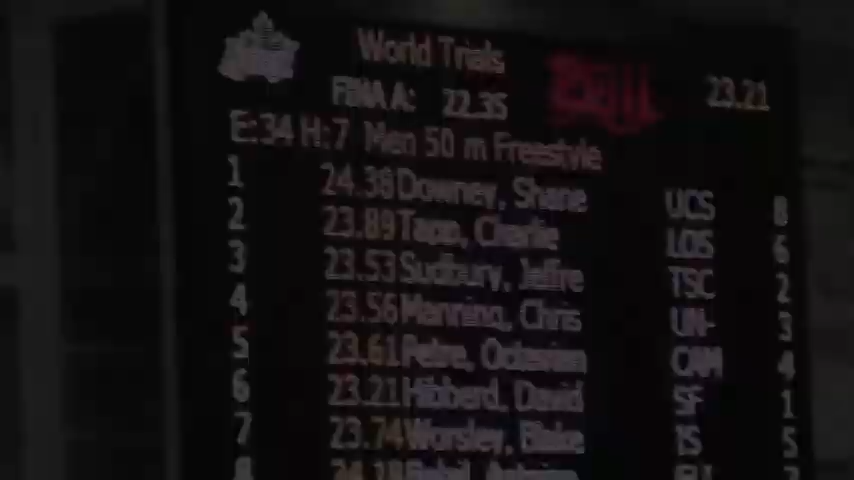 World Trials
FINA A: 22.35 23.21
E:34 H:7 Men 50 m Freestyle
1 24.38 Downey, Shane UCS 8
2 23.89 Tapp, Charlie LOS 6
3 23.53 Sudbury, Jeffre TSC 2
4 23.56 Mannino, Chris UN- 3
5 23.61 Petre, Octavian CAM 4
6 23.21 Hibberd, David SF 1
7 23.74 Worsley, Blake IS 5
8